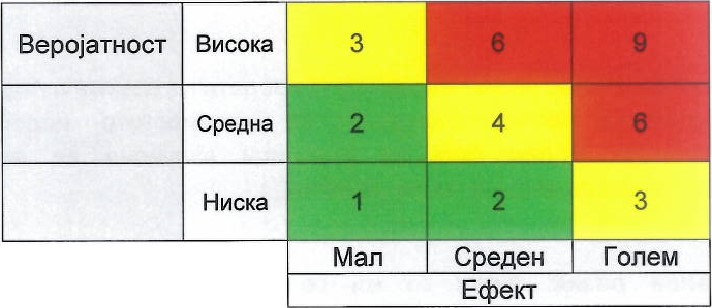 Веројатност Висока 3 6 9
Средна 2 4 6
Ниска 1 2 3
Мал Среден Голем
Ефект